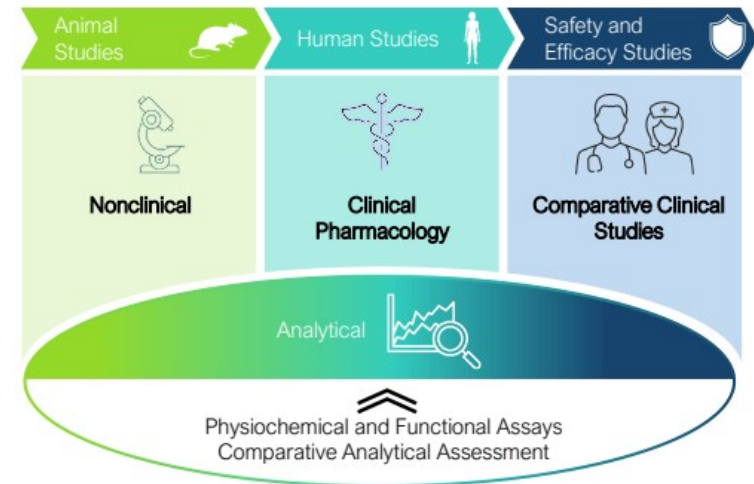 Animal
Studies
Human Studies
Safety and
Efficacy Studies
Nonclinical
Clinical
Pharmacology
Comparative Clinical
Studies
Analytical
Physiochemical and Functional Assays
Comparative Analytical Assessment